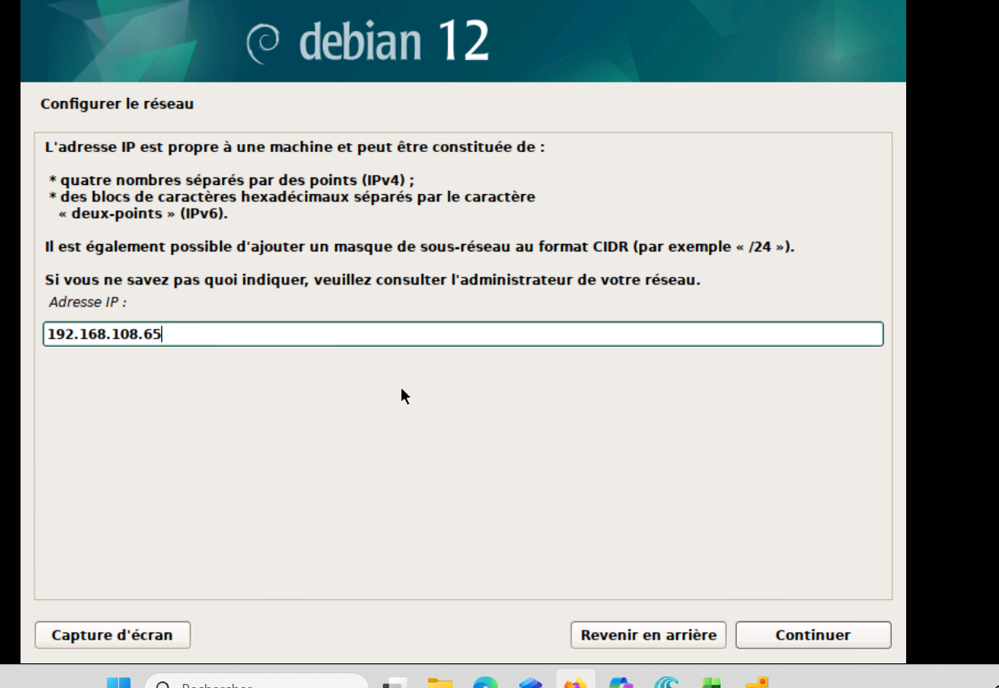 debian 12
Configurer le réseau
L'adresse IP est propre à une machine et peut être constituée de :
* quatre nombres séparés par des points (IPv4) ;
* des blocs de caractères hexadécimaux séparés par le caractère
« deux-points » (IPv6).
Il est également possible d'ajouter un masque de sous-réseau au format CIDR (par exemple « /24 »).
Si vous ne savez pas quoi indiquer, veuillez consulter l'administrateur de votre réseau.
Adresse IP :
192.168.108.65
Capture d'écran Revenir en arrière Continuer
Rechercher